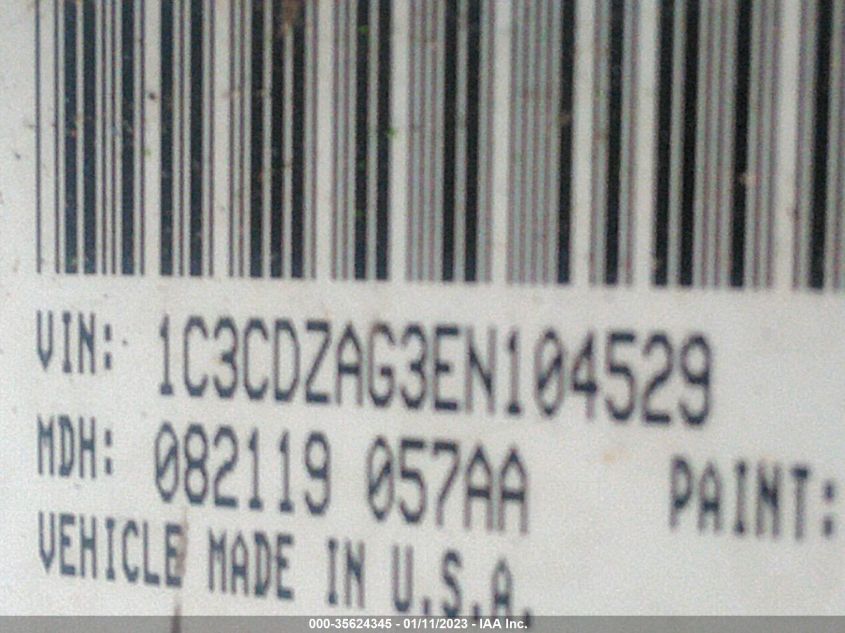 VIN: 1C3CDZAG3EN104529
MDH: 082119 057AA PAINT:
VEHICLE MADE IN U.S.A.
000-35624345 - 01/11/2023 - IAA Inc.